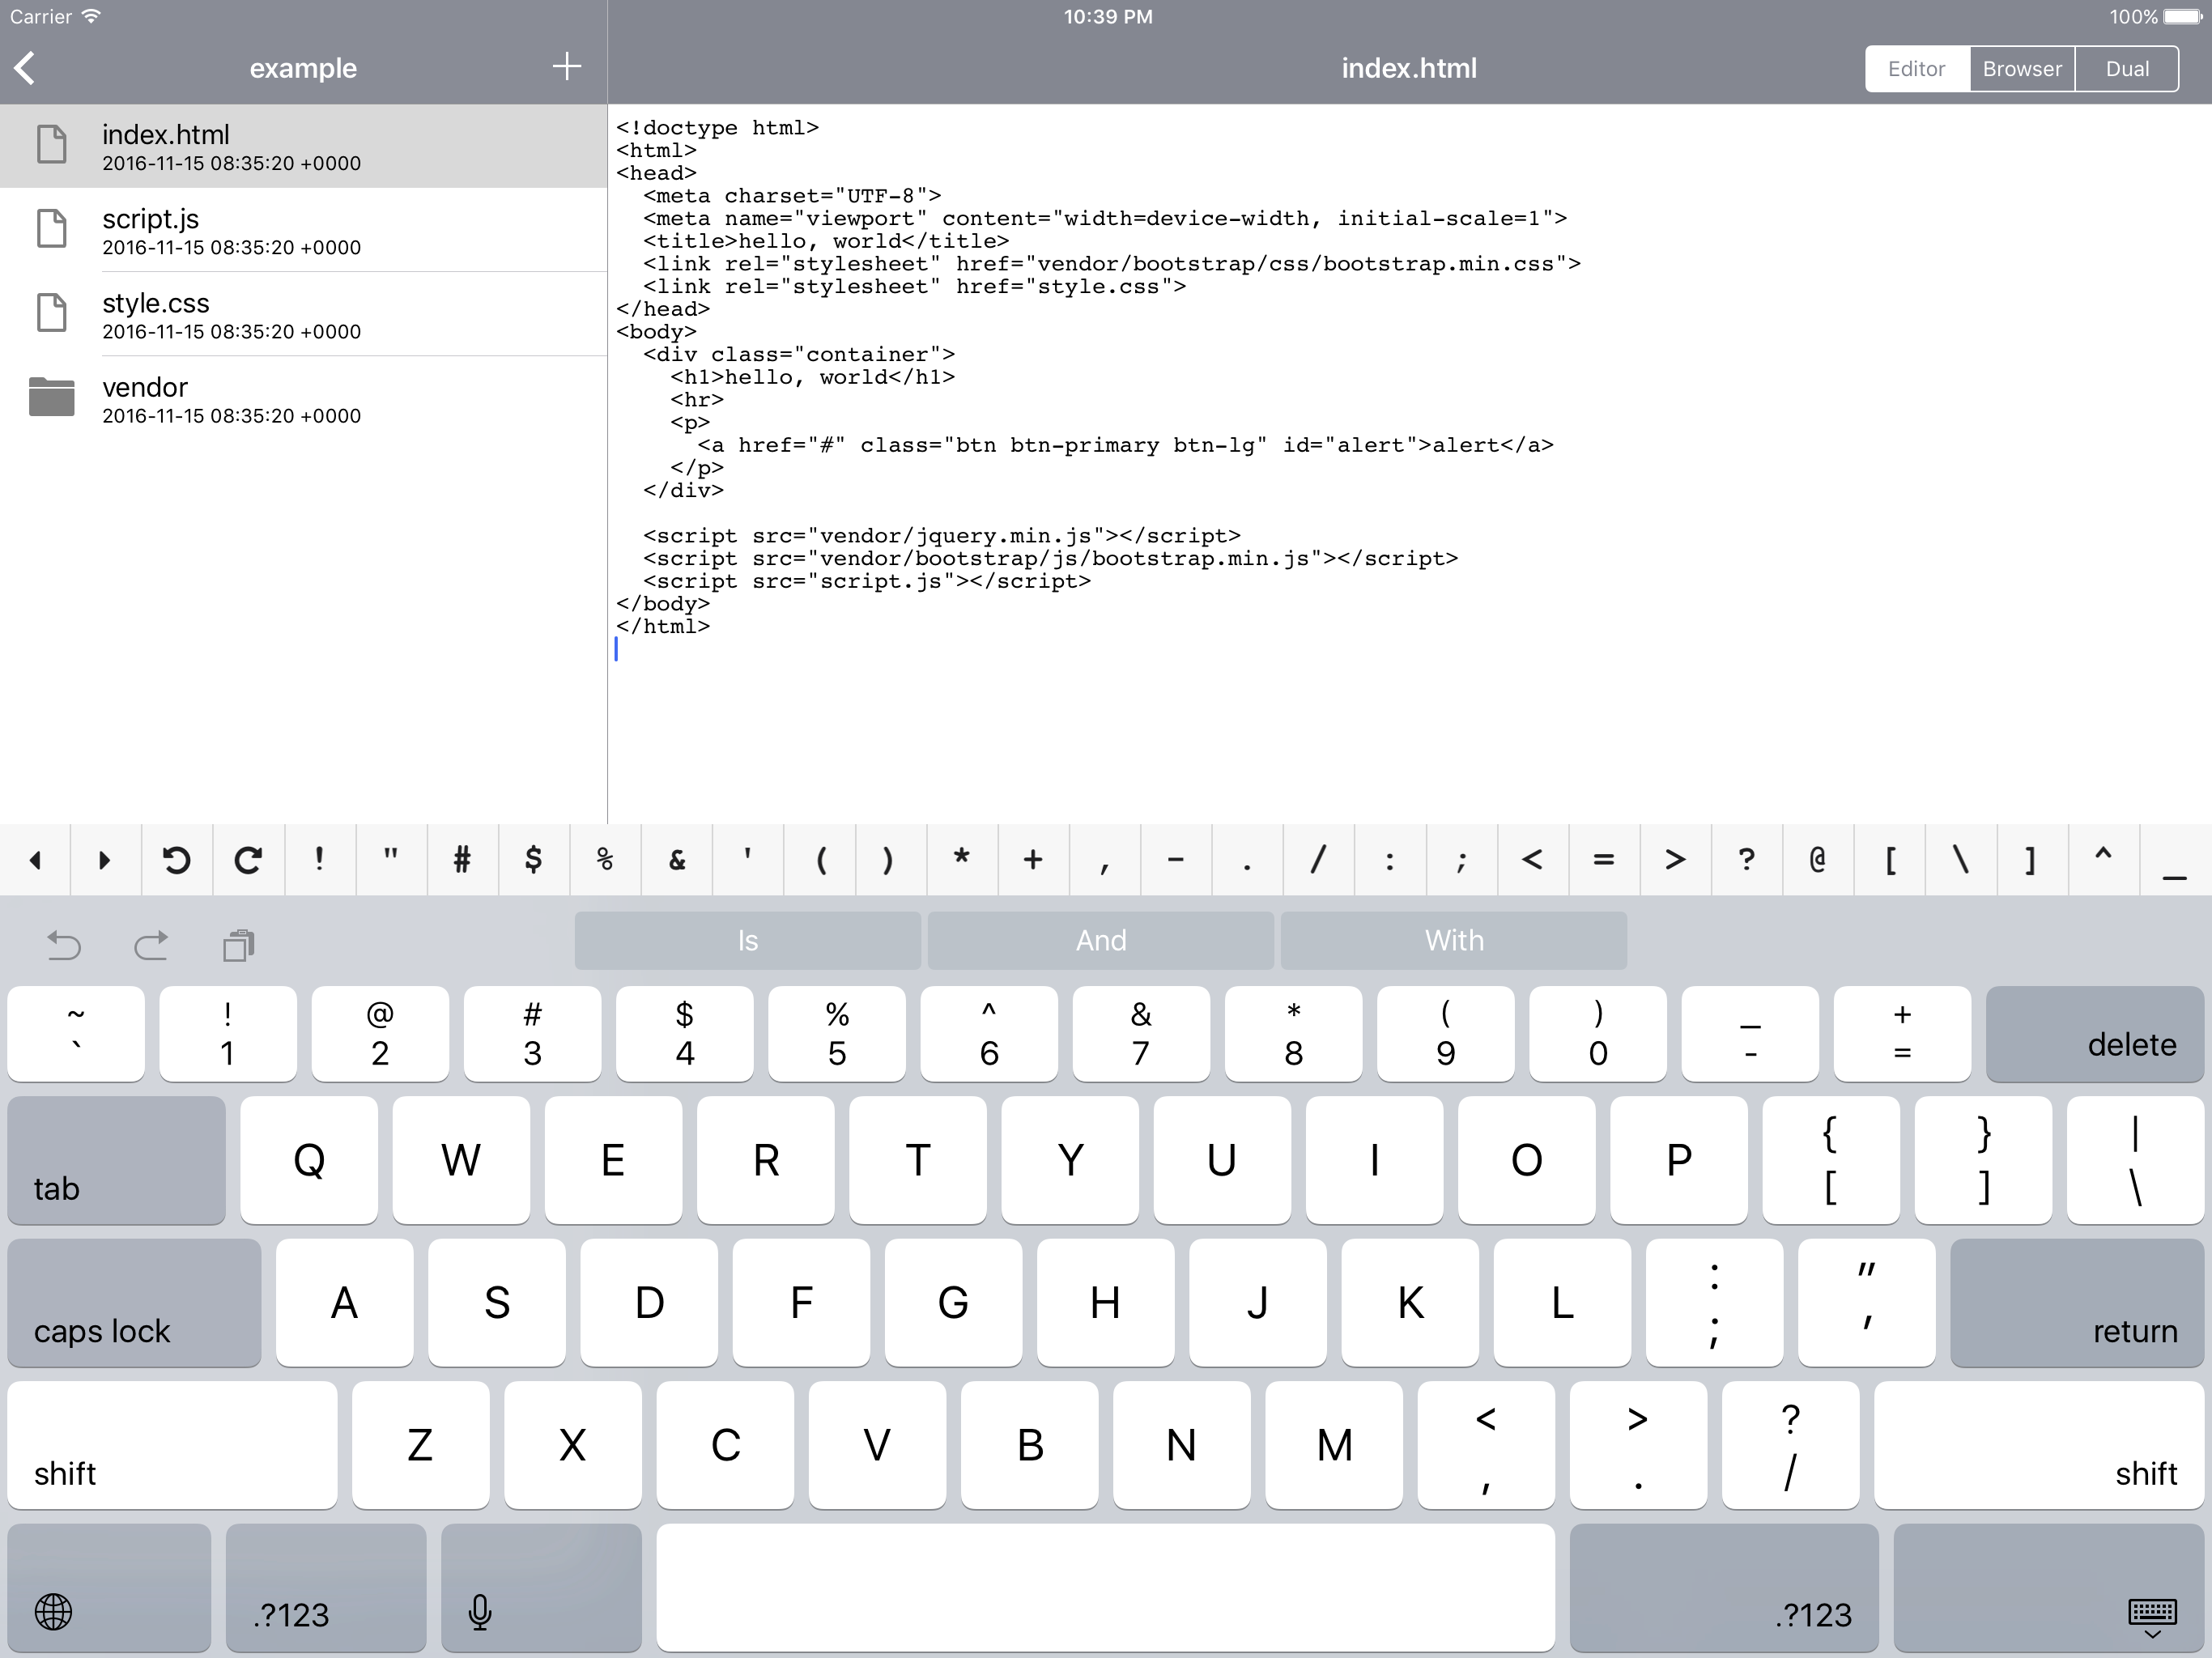 Carrier 10:39 PM 100%
example + index.html Editor Browser Dual
index.html
2016-11-15 08:35:20 +0000
script.js
2016-11-15 08:35:20 +0000
style.css
2016-11-15 08:35:20 +0000
vendor
2016-11-15 08:35:20 +0000
<!doctype html>
<html>
<head>
  <meta charset="UTF-8">
  <meta name="viewport" content="width=device-width, initial-scale=1">
  <title>hello, world</title>
  <link rel="stylesheet" href="vendor/bootstrap/css/bootstrap.min.css">
  <link rel="stylesheet" href="style.css">
</head>
<body>
  <div class="container">
    <h1>hello, world</h1>
    <hr>
    <p>
      <a href="#" class="btn btn-primary btn-lg" id="alert">alert</a>
    </p>
  </div>

  <script src="vendor/jquery.min.js"></script>
  <script src="vendor/bootstrap/js/bootstrap.min.js"></script>
  <script src="script.js"></script>
</body>
</html>
! " # $ % & ' ( ) * + , - . / : ; < = > ? @ [ \ ] ^ _
Is And With
~ ! @ # $ % ^ & * ( ) _ +
` 1 2 3 4 5 6 7 8 9 0 - = delete
tab Q W E R T Y U I O P { } |
[ ] \
caps lock A S D F G H J K L : "
; ' return
shift Z X C V B N M < > ?
, . / shift
.?123 .?123